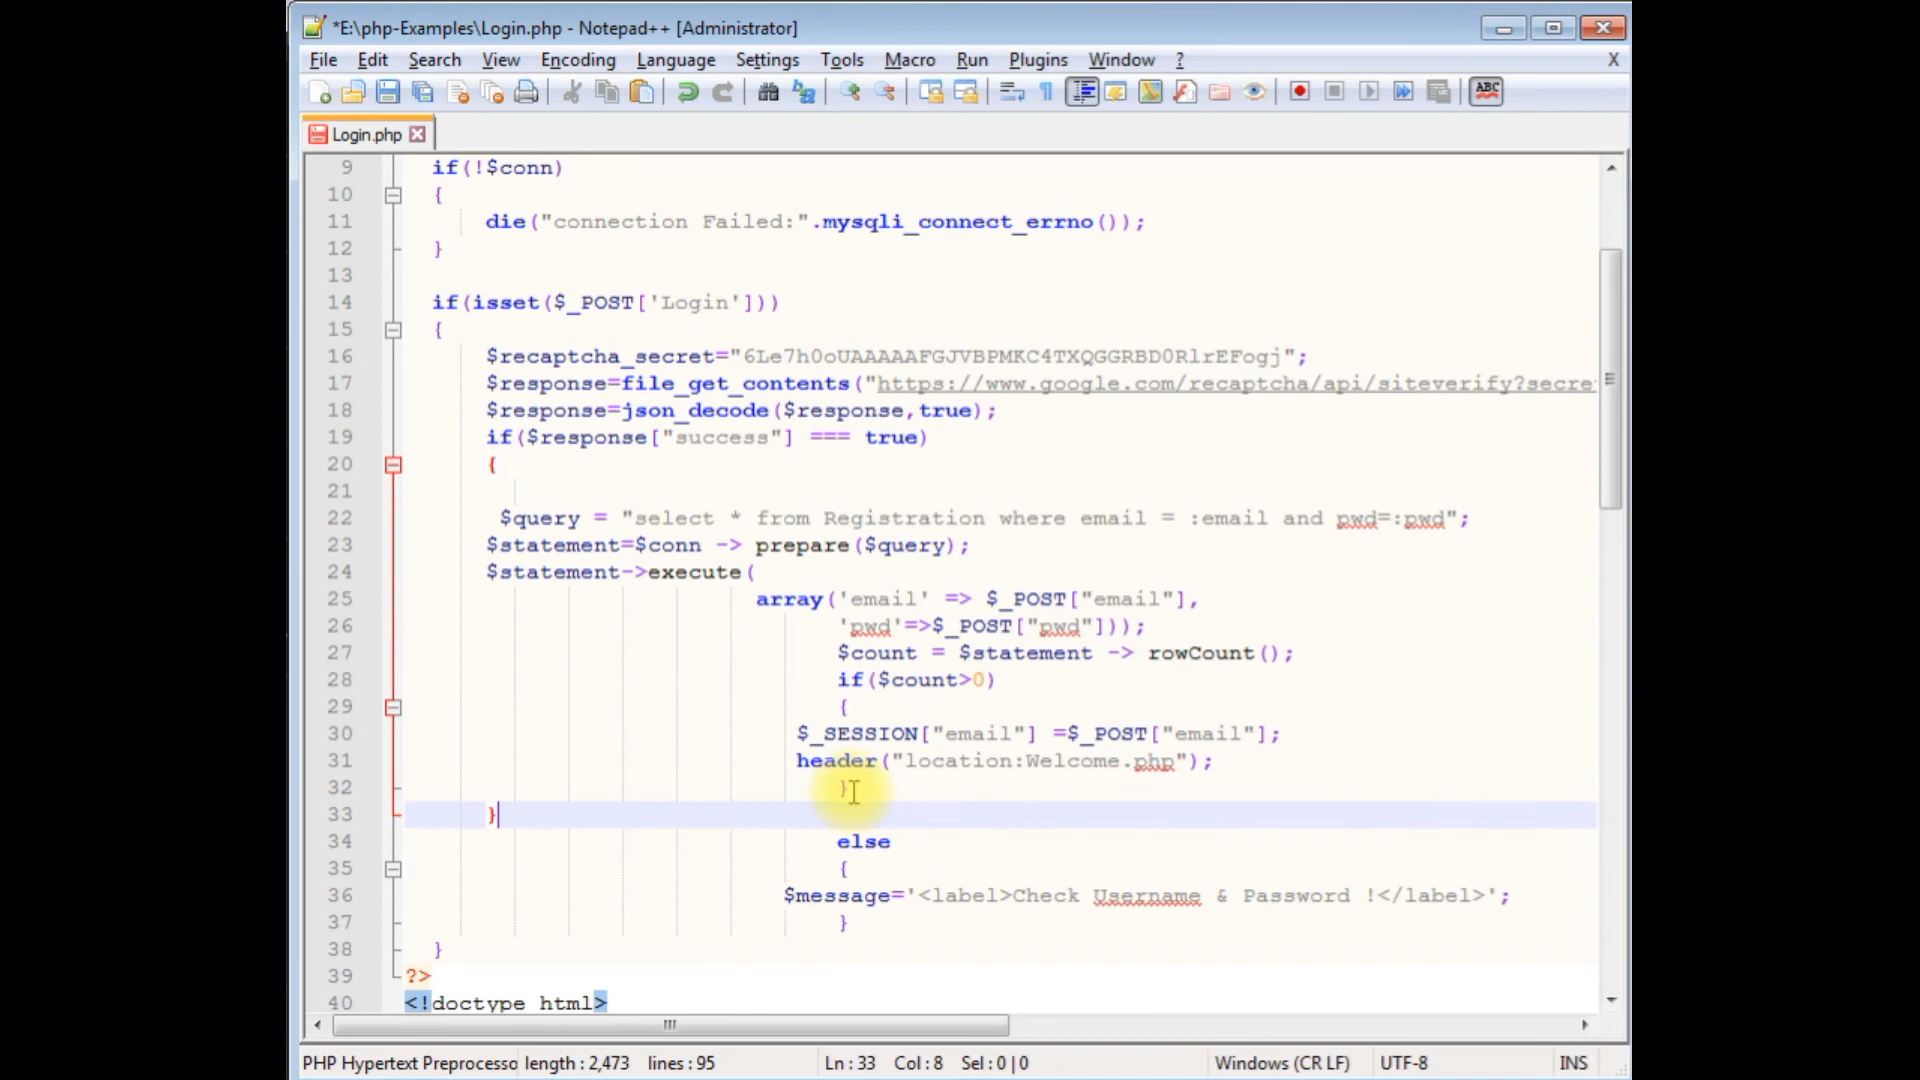 *E:\php-Examples\Login.php - Notepad++ [Administrator]
File Edit Search View Encoding Language Settings Tools Macro Run Plugins Window ? X
ABC
Login.php
9 if(!$conn)
10 {
11 die("connection Failed:".mysqli_connect_errno());
12 }
13
14 if(isset($_POST['Login']))
15 {
16 $recaptcha_secret="6Le7h0oUAAAAAFGJVBPMKC4TXQGGRBD0RlrEFogj";
17 $response=file_get_contents("https://www.google.com/recaptcha/api/siteverify?secre
18 $response=json_decode($response,true);
19 if($response["success"] === true)
20 {
21
22 $query = "select * from Registration where email = :email and pwd=:pwd";
23 $statement=$conn -> prepare($query);
24 $statement->execute(
25 array('email' => $_POST["email"],
26 'pwd'=>$_POST["pwd"]));
27 $count = $statement -> rowCount();
28 if($count>0)
29 {
30 $_SESSION["email"] =$_POST["email"];
31 header("location:Welcome.php");
32 }
33 }
34 else
35 {
36 $message='<label>Check Username & Password !</label>';
37 }
38 }
39 ?>
40 <!doctype html>
PHP Hypertext Preprocesso length : 2,473 lines : 95 Ln : 33 Col : 8 Sel : 0 | 0 Windows (CR LF) UTF-8 INS